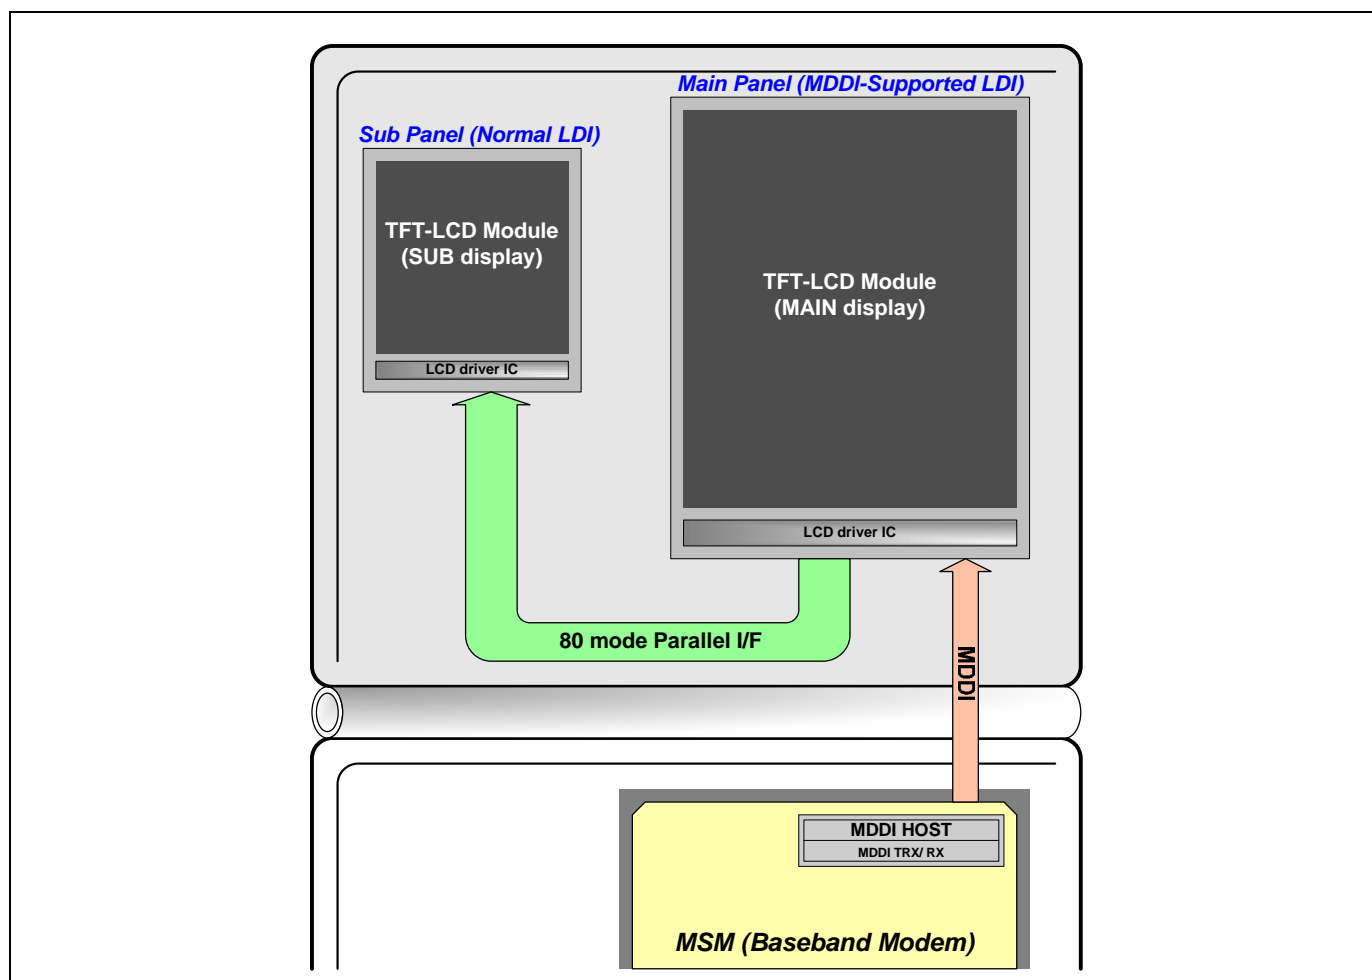 Main Panel (MDDI-Supported LDI)
Sub Panel (Normal LDI)
TFT-LCD Module
(SUB display)
LCD driver IC
TFT-LCD Module
(MAIN display)
LCD driver IC
80 mode Parallel I/F
MDDI
MDDI HOST
MDDI TRX/ RX
MSM (Baseband Modem)